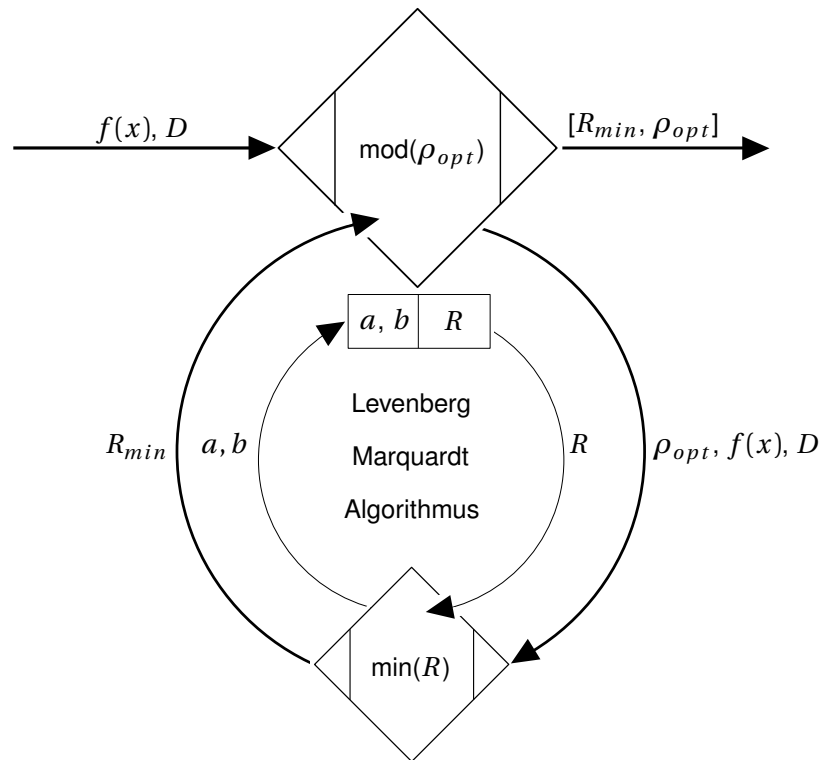 f(x), D
[R_min, ρ_opt]
mod(ρ_opt)
a, b
R
Levenberg
R_min
a, b
Marquardt
R
ρ_opt, f(x), D
Algorithmus
min(R)